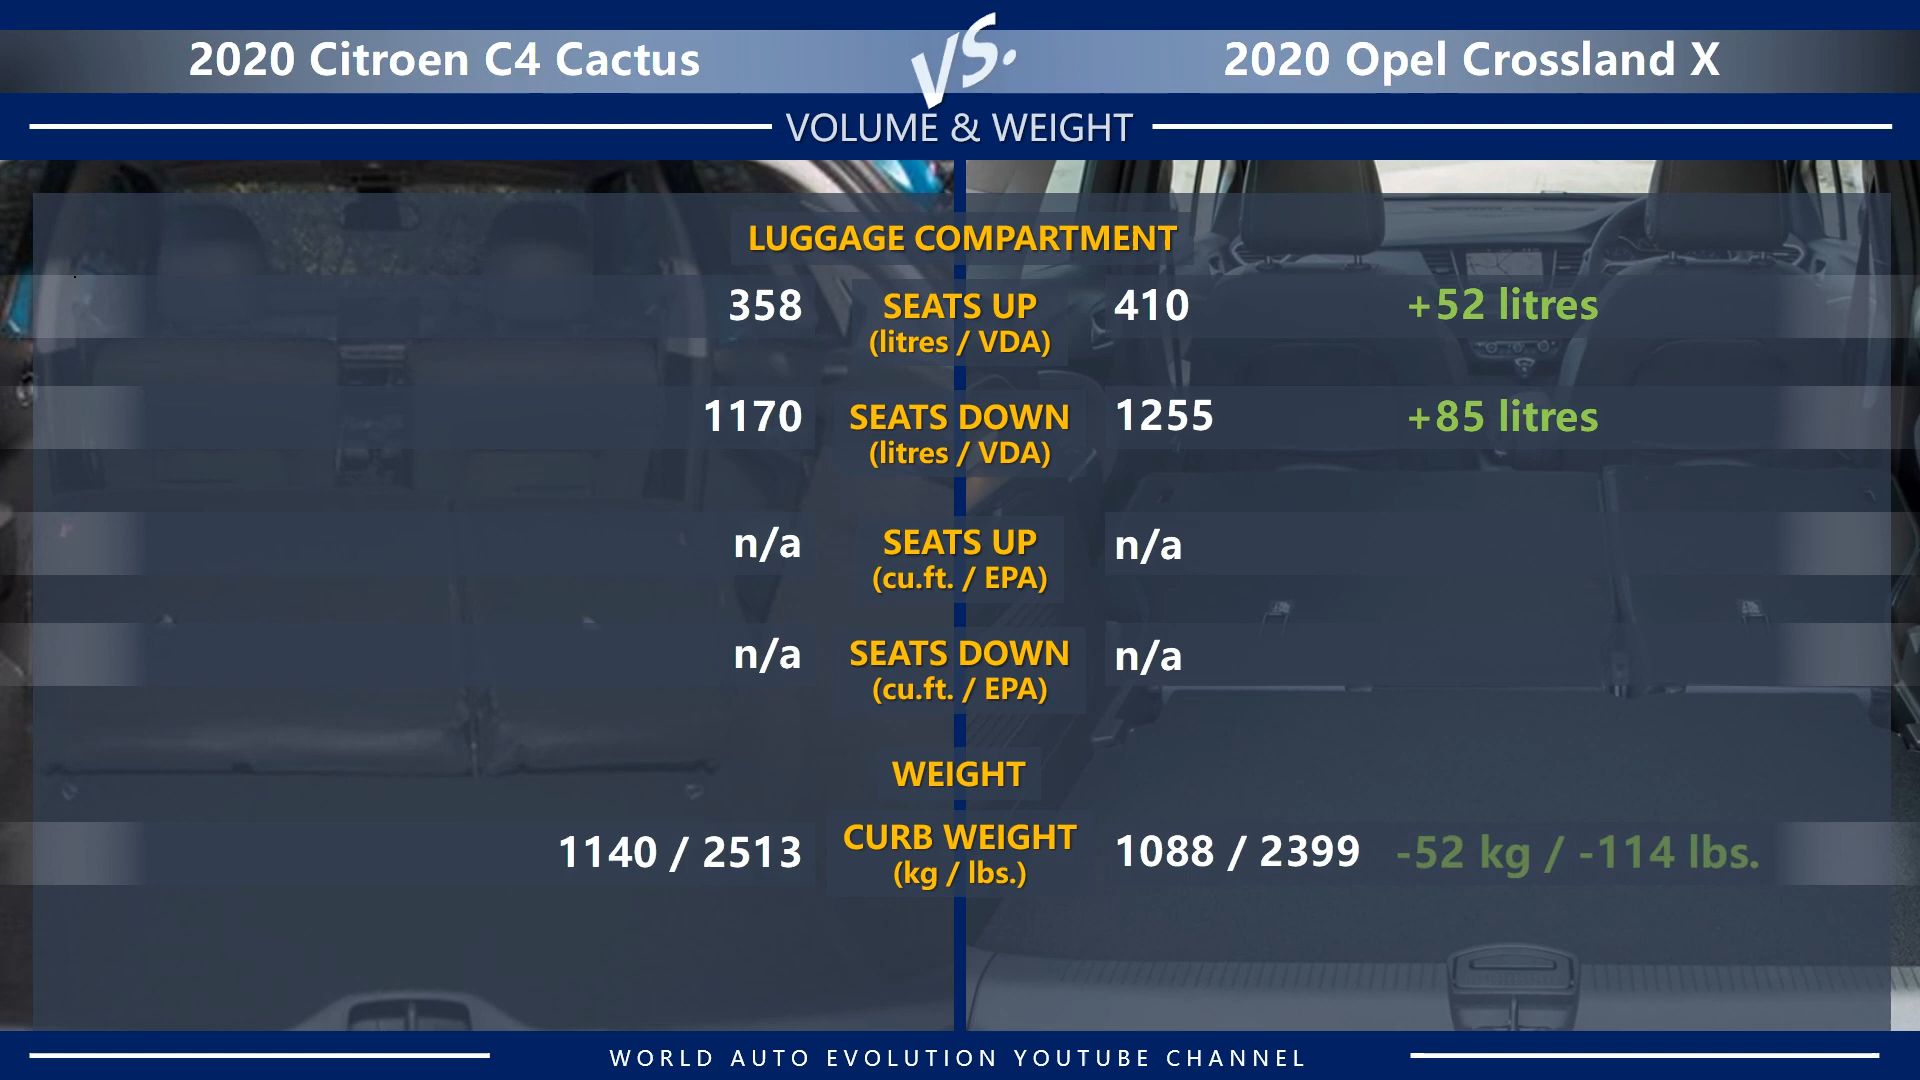 2020 Citroen C4 Cactus VS. 2020 Opel Crossland X
VOLUME & WEIGHT
LUGGAGE COMPARTMENT
358 SEATS UP 410 +52 litres
(litres / VDA)
1170 SEATS DOWN 1255 +85 litres
(litres / VDA)
n/a SEATS UP n/a
(cu.ft. / EPA)
n/a SEATS DOWN n/a
(cu.ft. / EPA)
WEIGHT
1140 / 2513 CURB WEIGHT 1088 / 2399 -52 kg / -114 lbs.
(kg / lbs.)
WORLD AUTO EVOLUTION YOUTUBE CHANNEL